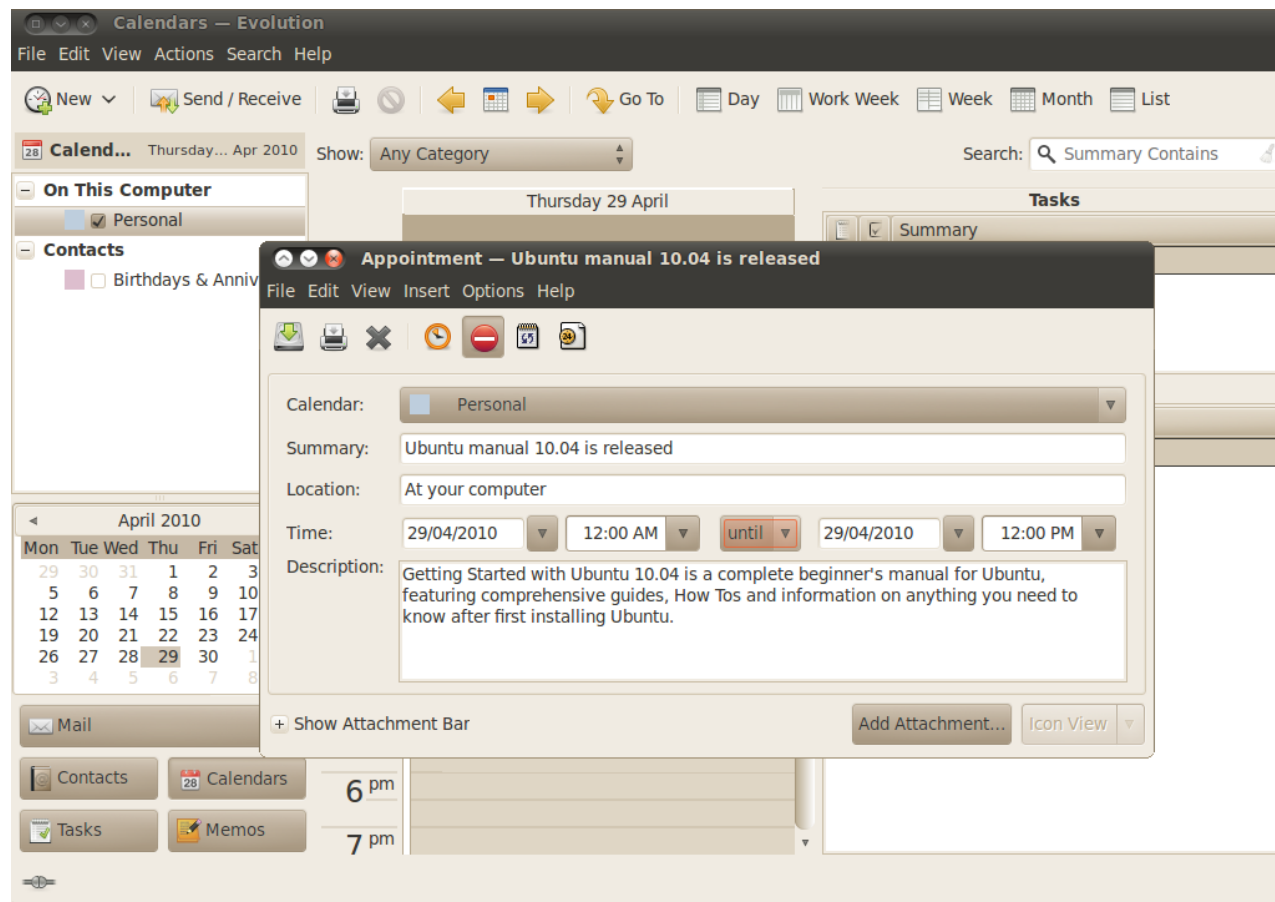 Calendars — Evolution
File Edit View Actions Search Help
New Send / Receive Go To Day Work Week Week Month List
28 Calend... Thursday... Apr 2010 Show: Any Category Search: Summary Contains
On This Computer
Personal
Contacts
Birthdays & Anniv
Thursday 29 April
Tasks
Summary
Appointment — Ubuntu manual 10.04 is released
File Edit View Insert Options Help
24
Calendar: Personal
Summary: Ubuntu manual 10.04 is released
Location: At your computer
Time: 29/04/2010 12:00 AM until 29/04/2010 12:00 PM
Description: Getting Started with Ubuntu 10.04 is a complete beginner's manual for Ubuntu,
featuring comprehensive guides, How Tos and information on anything you need to
know after first installing Ubuntu.
Show Attachment Bar Add Attachment... Icon View
April 2010
Mon Tue Wed Thu Fri Sat
29 30 31 1 2 3
5 6 7 8 9 10
12 13 14 15 16 17
19 20 21 22 23 24
26 27 28 29 30 1
3 4 5 6 7 8
Mail
Contacts 28 Calendars
Tasks Memos
6 pm
7 pm